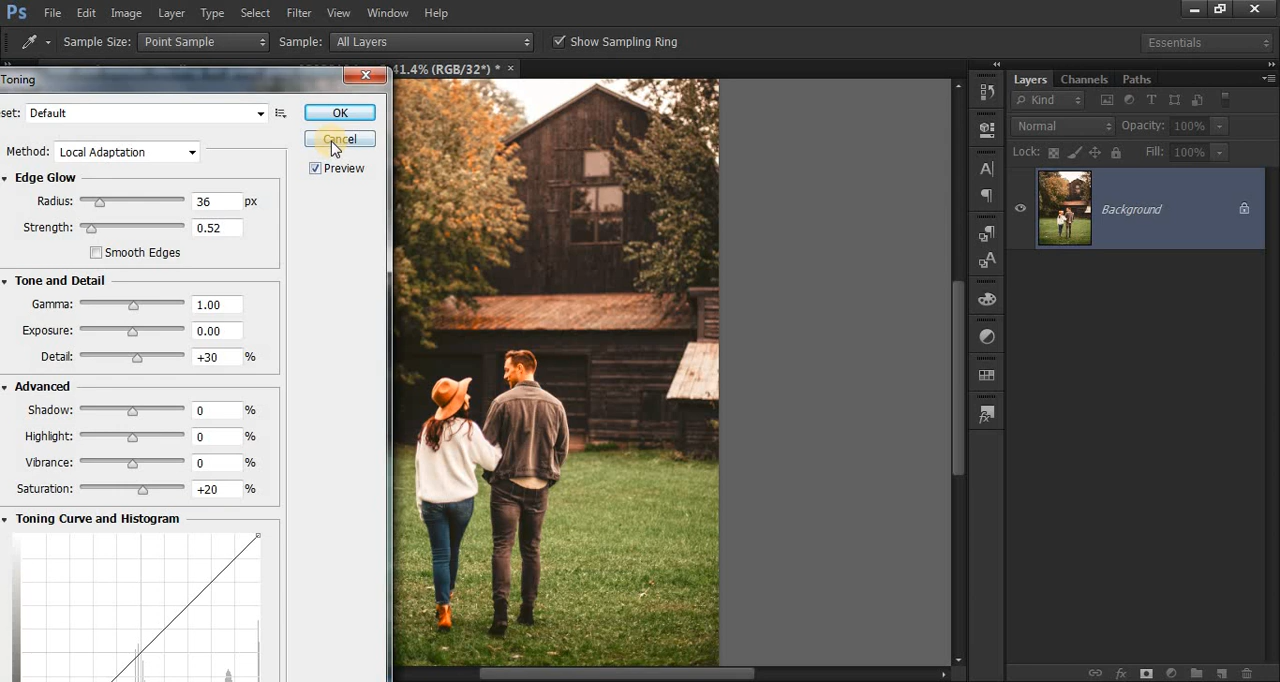 Ps File Edit Image Layer Type Select Filter View Window Help
Sample Size: Point Sample Sample: All Layers Show Sampling Ring Essentials
41.4% (RGB/32*) * ×
Toning
set: Default OK
Cancel
Method: Local Adaptation
Preview
Edge Glow
Radius: 36 px
Strength: 0.52
Smooth Edges
Tone and Detail
Gamma: 1.00
Exposure: 0.00
Detail: +30 %
Advanced
Shadow: 0 %
Highlight: 0 %
Vibrance: 0 %
Saturation: +20 %
Toning Curve and Histogram
Layers Channels Paths
Kind
Normal Opacity: 100%
Lock: Fill: 100%
Background